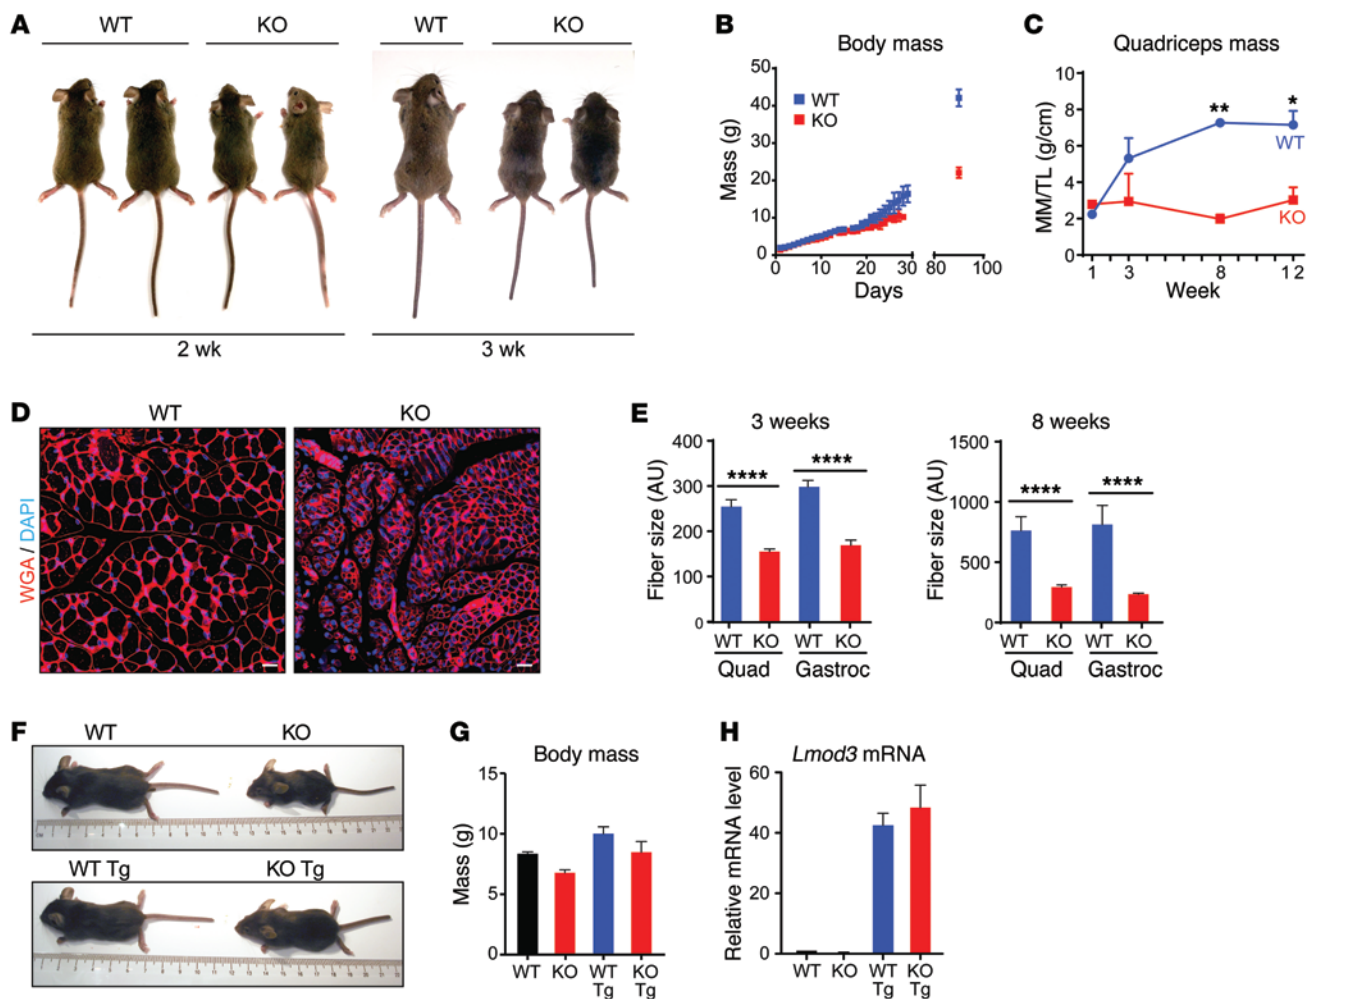 A
WT KO WT KO
2 wk 3 wk
B
Body mass
Mass (g)
50
40
30
20
10
0
WT
KO
0 10 20 30 80 100
Days
C
Quadriceps mass
MM/TL (g/cm)
10
8
6
4
2
0
** *
WT
KO
1 3 8 12
Week
D
WT KO
WGA / DAPI
E
3 weeks
Fiber size (AU)
400
300
200
100
0
**** ****
WT KO WT KO
Quad Gastroc
8 weeks
Fiber size (AU)
1500
1000
500
0
**** ****
WT KO WT KO
Quad Gastroc
F
WT KO
WT Tg KO Tg
G
Body mass
Mass (g)
15
10
5
0
WT KO WT KO
Tg Tg
H
Lmod3 mRNA
Relative mRNA level
60
40
20
0
WT KO WT KO
Tg Tg